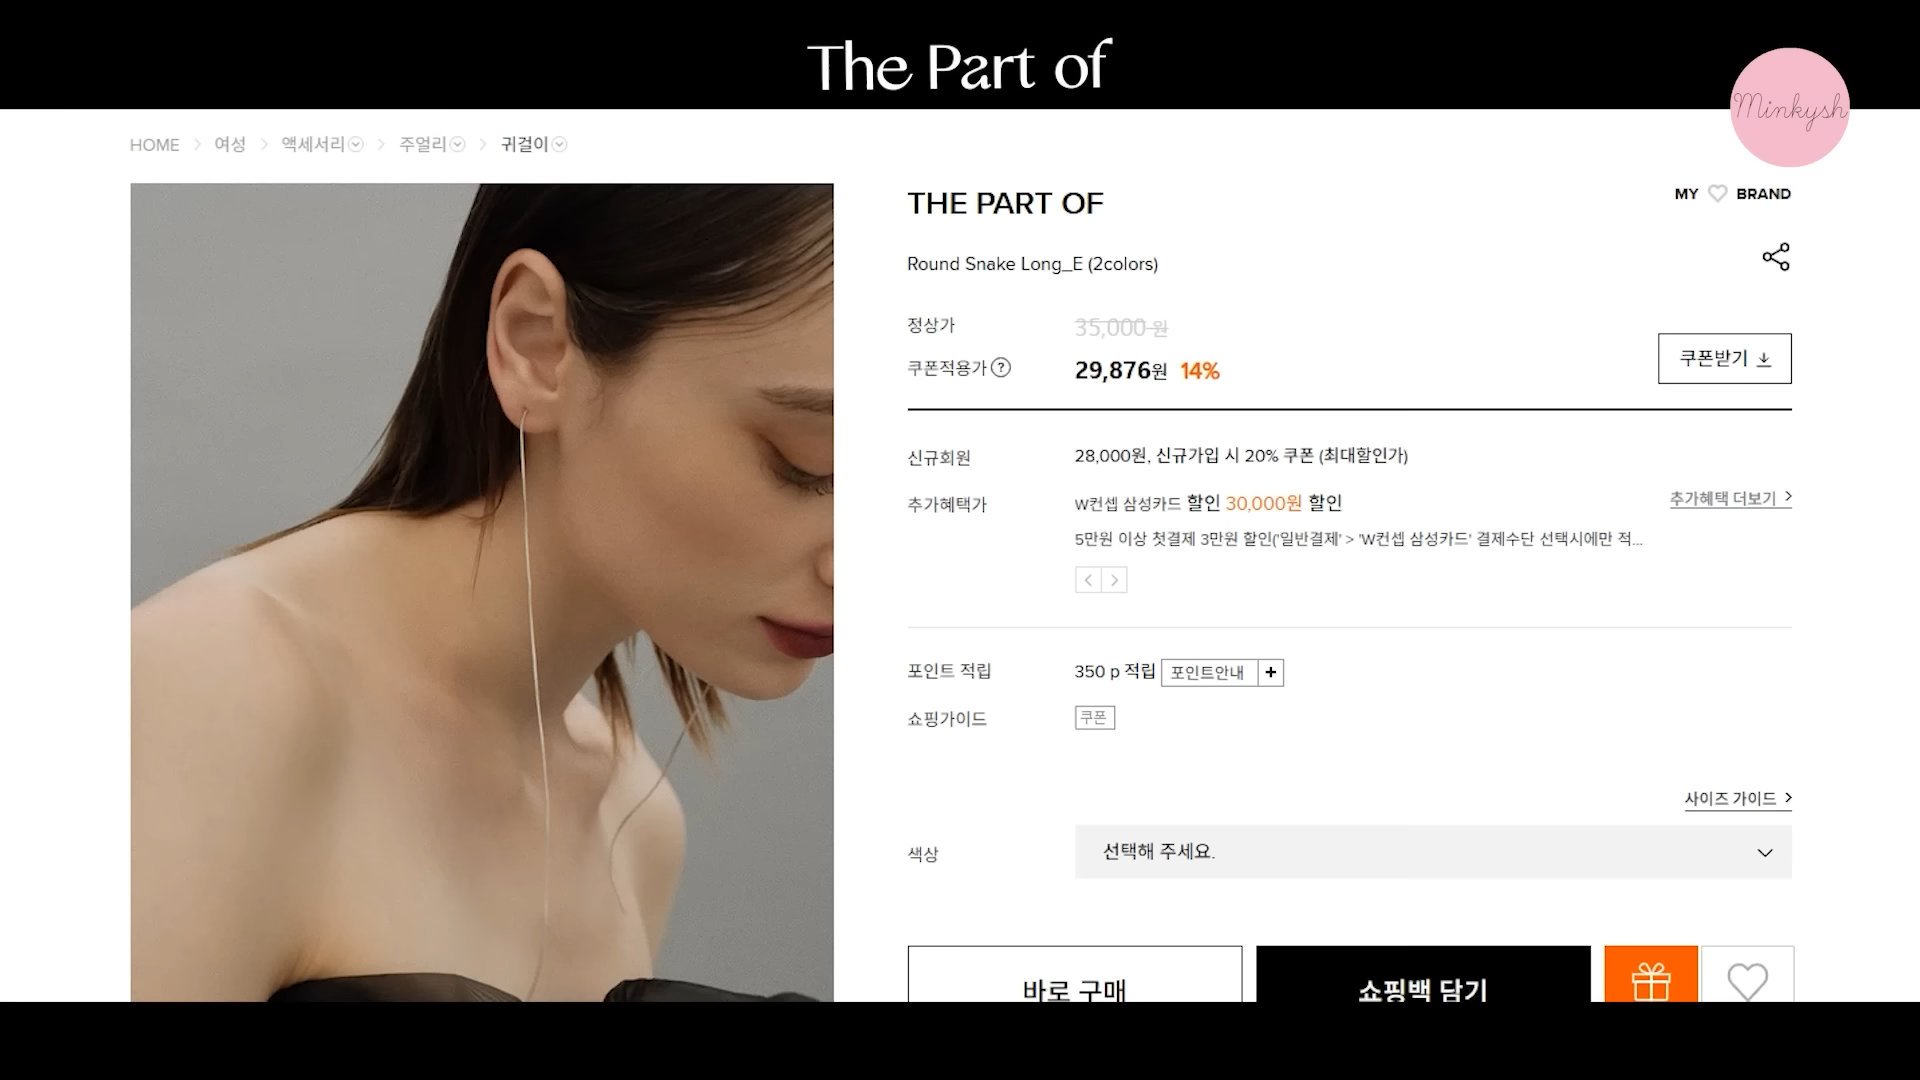 The Part of
Minkysh
HOME > 여성 > 액세서리 > 주얼리 > 귀걸이
THE PART OF
MY BRAND
Round Snake Long_E (2colors)
정상가 35,000 원
쿠폰적용가 ? 29,876원 14%
쿠폰받기
신규회원 28,000원, 신규가입 시 20% 쿠폰 (최대할인가)
추가혜택가 W컨셉 삼성카드 할인 30,000원 할인
추가혜택 더보기 >
5만원 이상 첫결제 3만원 할인('일반결제' > 'W컨셉 삼성카드' 결제수단 선택시에만 적...
포인트 적립 350 p 적립 포인트안내 +
쇼핑가이드 쿠폰
사이즈 가이드 >
색상 선택해 주세요.
바로 구매 쇼핑백 담기